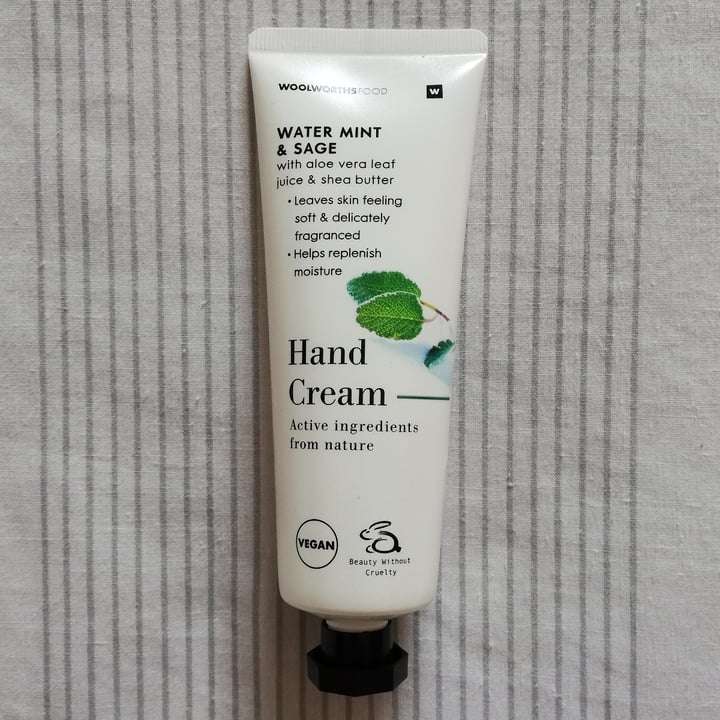 WOOLWORTHSFOOD W
WATER MINT
& SAGE
with aloe vera leaf
juice & shea butter
• Leaves skin feeling
soft & delicately
fragranced
• Helps replenish
moisture
Hand
Cream
Active ingredients
from nature
VEGAN
Beauty Without
Cruelty